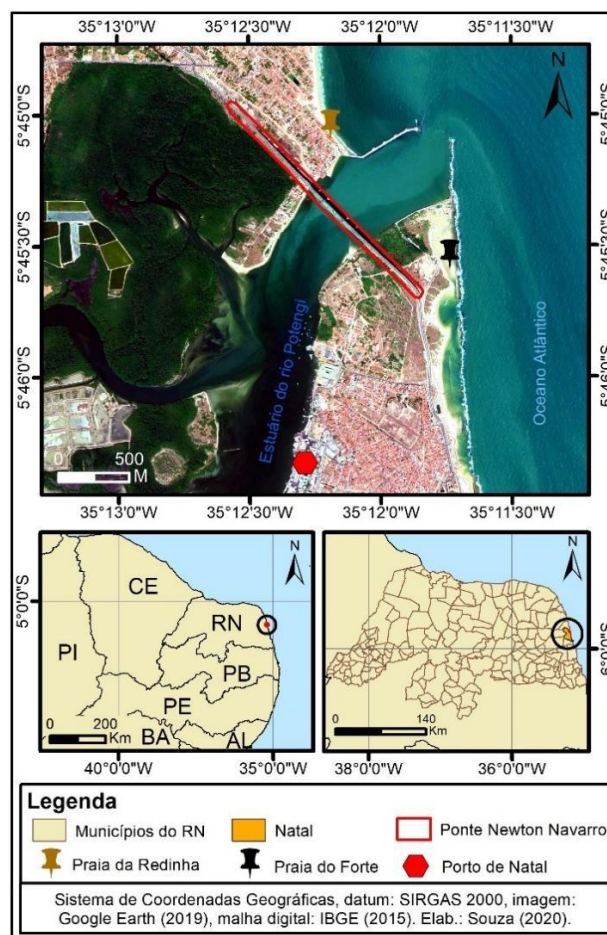 35°13'0"W 35°12'30"W 35°12'0"W 35°11'30"W
N
5°45'0"S 5°45'0"S
5°45'30"S 5°45'30"S
5°46'0"S 5°46'0"S
Estuário do rio Potengi
Oceano Atlântico
0 500
M
35°13'0"W 35°12'30"W 35°12'0"W 35°11'30"W
N
5°0'0"S
CE
RN
PI
PB
PE
BA
AL
0 200
Km
40°0'0"W 35°0'0"W
N
6°0'0"S
0 140
Km
38°0'0"W 36°0'0"W
Legenda
Municípios do RN Natal Ponte Newton Navarro
Praia da Redinha Praia do Forte Porto de Natal
Sistema de Coordenadas Geográficas, datum: SIRGAS 2000, imagem:
Google Earth (2019), malha digital: IBGE (2015). Elab.: Souza (2020).